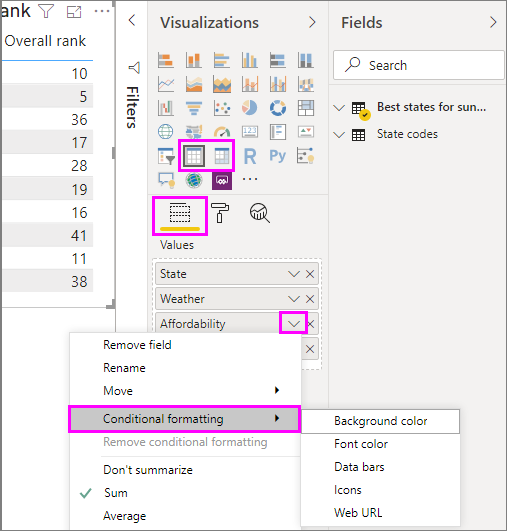 ank
Overall rank
10
5
36
17
28
19
16
41
11
38
Filters
Visualizations
123
R
Py
Values
State
Weather
Affordability
Remove field
Rename
Move
Conditional formatting
Remove conditional formatting
Don't summarize
Sum
Average
Background color
Font color
Data bars
Icons
Web URL
Fields
Search
Best states for sun...
State codes